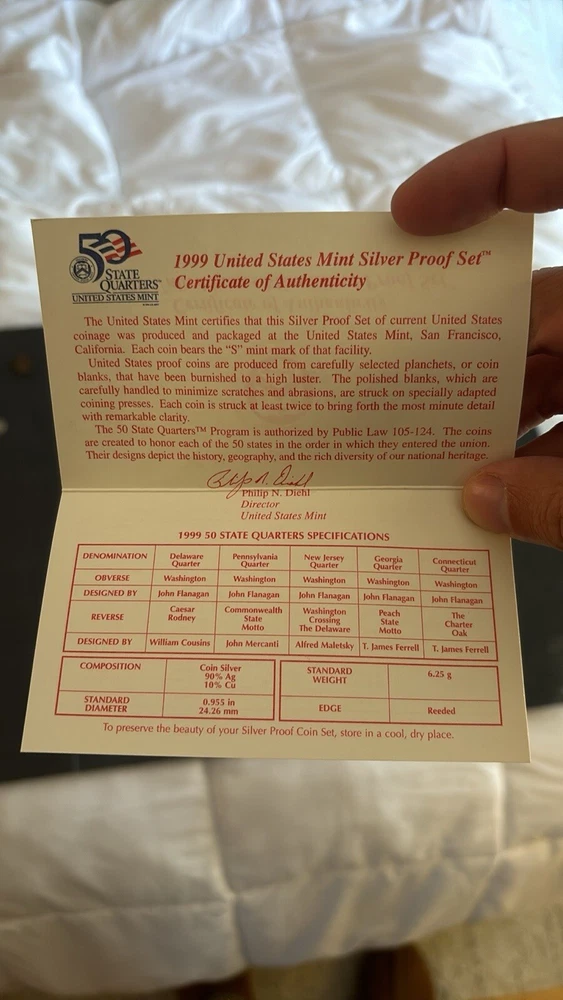 50
STATE
QUARTERS™
UNITED STATES MINT
1999 United States Mint Silver Proof Set™
Certificate of Authenticity
The United States Mint certifies that this Silver Proof Set of current United States
coinage was produced and packaged at the United States Mint, San Francisco,
California. Each coin bears the “S” mint mark of that facility.
United States proof coins are produced from carefully selected planchets, or coin
blanks, that have been burnished to a high luster. The polished blanks, which are
carefully handled to minimize scratches and abrasions, are struck on specially adapted
coining presses. Each coin is struck at least twice to bring forth the most minute detail
with remarkable clarity.
The 50 State Quarters™ Program is authorized by Public Law 105-124. The coins
are created to honor each of the 50 states in the order in which they entered the union.
Their designs depict the history, geography, and the rich diversity of our national heritage.
Philip N. Diehl
Philip N. Diehl
Director
United States Mint
1999 50 STATE QUARTERS SPECIFICATIONS
DENOMINATION Delaware Quarter Pennsylvania Quarter New Jersey Quarter Georgia Quarter Connecticut Quarter
OBVERSE Washington Washington Washington Washington Washington
DESIGNED BY John Flanagan John Flanagan John Flanagan John Flanagan John Flanagan
REVERSE Caesar Rodney Commonwealth State Motto Washington Crossing The Delaware Peach State Motto The Charter Oak
DESIGNED BY William Cousins John Mercanti Alfred Maletsky T. James Ferrell T. James Ferrell
COMPOSITION Coin Silver 90% Ag 10% Cu STANDARD WEIGHT 6.25 g
STANDARD DIAMETER 0.955 in 24.26 mm EDGE Reeded
To preserve the beauty of your Silver Proof Coin Set, store in a cool, dry place.